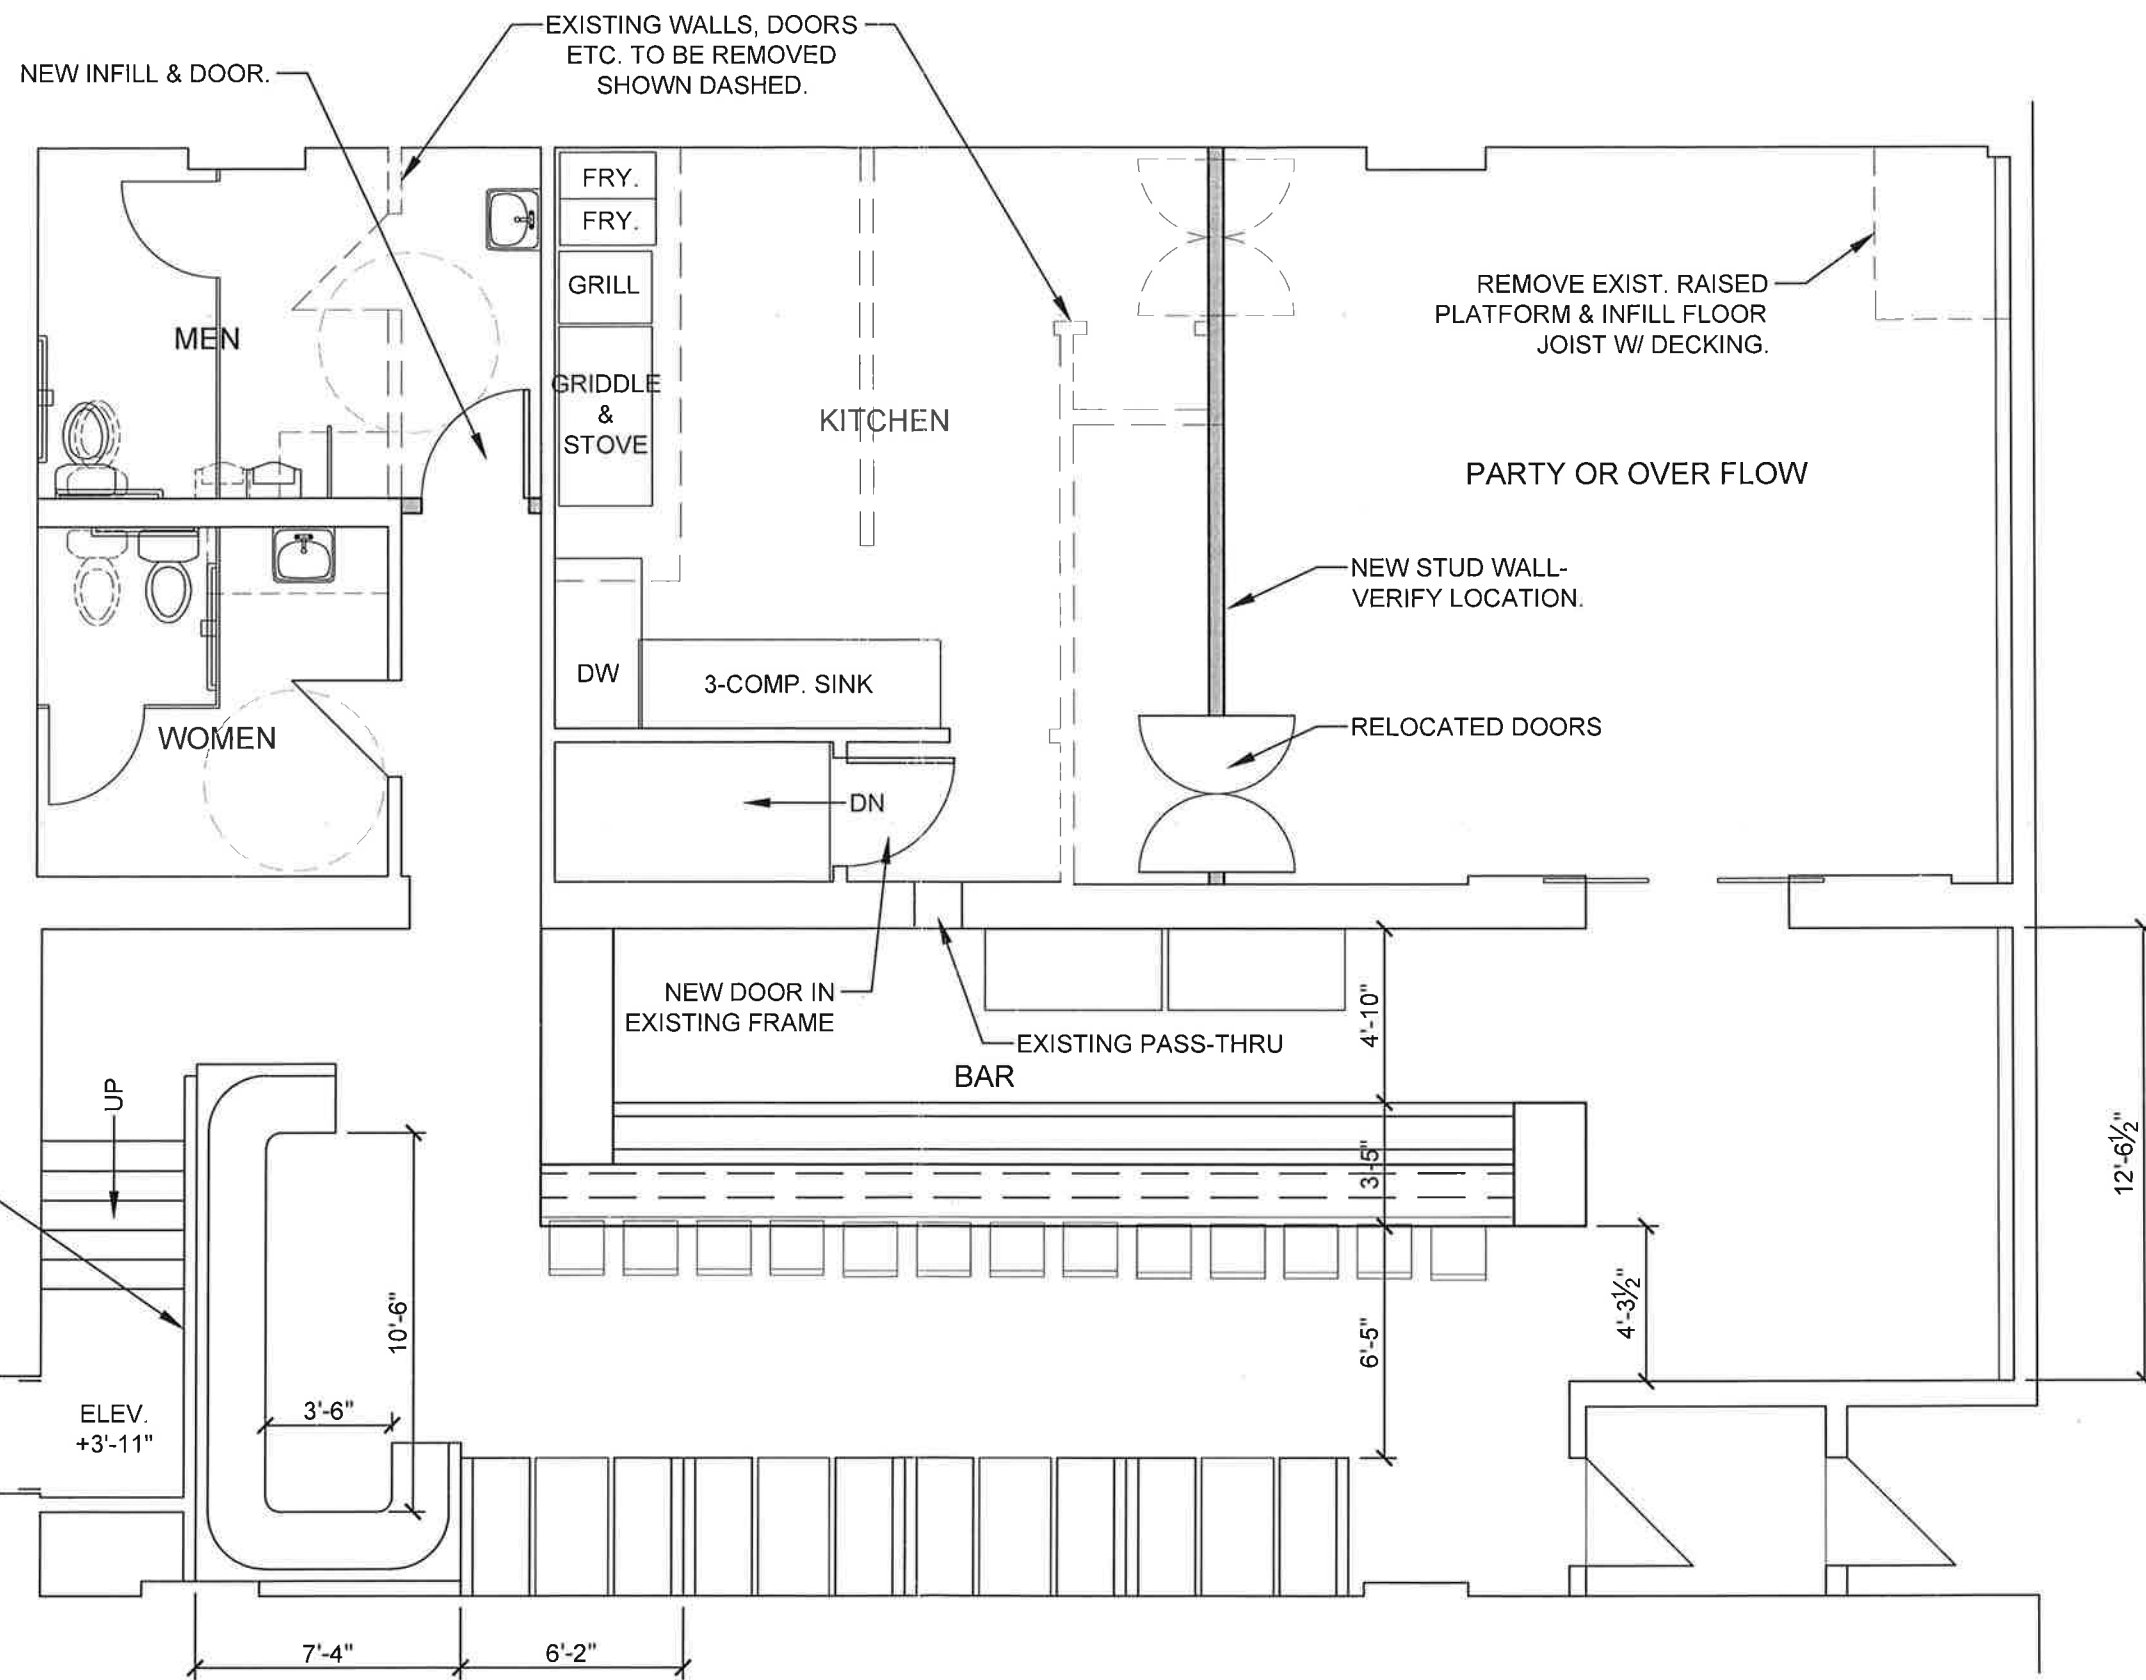 EXISTING WALLS, DOORS
ETC. TO BE REMOVED
SHOWN DASHED.
NEW INFILL & DOOR.
FRY.
FRY.
GRILL
GRIDDLE
&
STOVE
MEN
KITCHEN
REMOVE EXIST. RAISED
PLATFORM & INFILL FLOOR
JOIST W/ DECKING.
PARTY OR OVER FLOW
NEW STUD WALL-
VERIFY LOCATION.
DW
3-COMP. SINK
WOMEN
RELOCATED DOORS
DN
NEW DOOR IN
EXISTING FRAME
EXISTING PASS-THRU
BAR
4'-10"
UP
3'-5"
12'-6½"
10'-6"
6'-5"
4'-3½"
3'-6"
ELEV.
+3'-11"
7'-4"
6'-2"